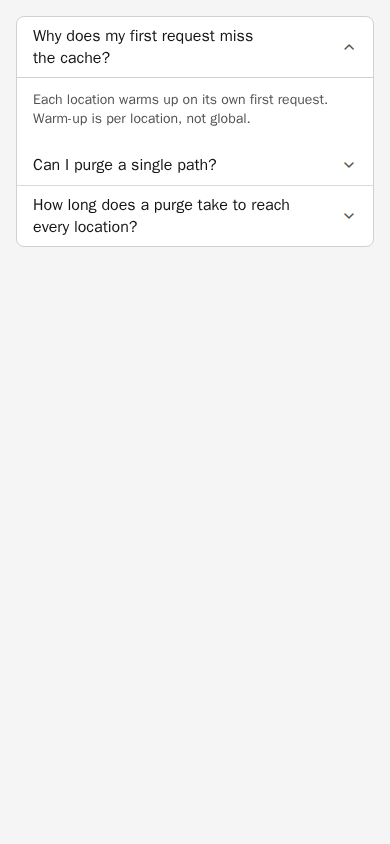 Why does my first request miss
the cache?
Each location warms up on its own first request.
Warm-up is per location, not global.
Can I purge a single path?
How long does a purge take to reach
every location?